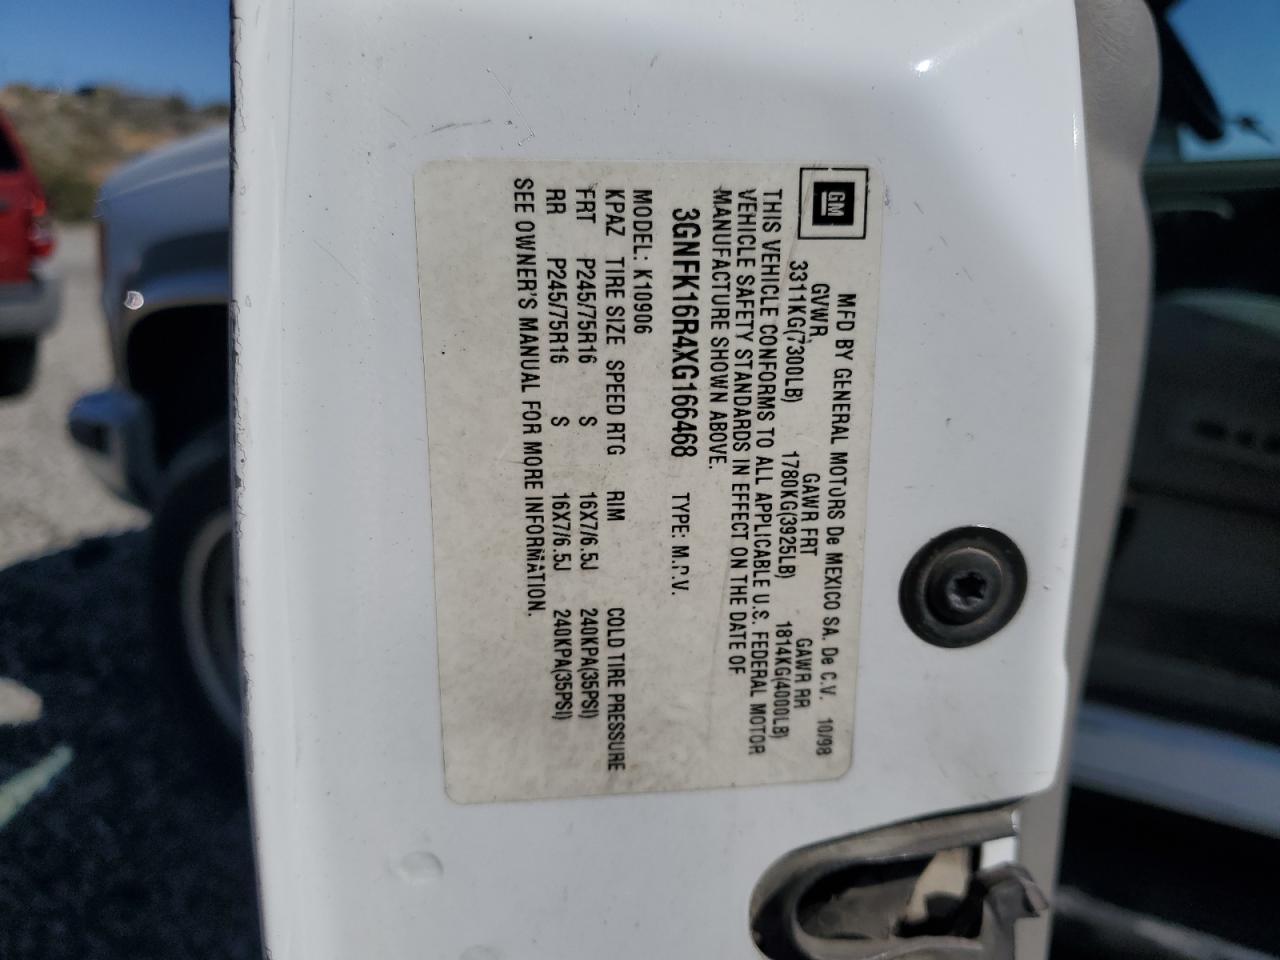 GM
MFD BY GENERAL MOTORS De MEXICO SA. De C.V. 10/98
GVWR, GAWR FRT GAWR RR
3311KG(7300LB) 1780KG(3925LB) 1814KG(4000LB)
THIS VEHICLE CONFORMS TO ALL APPLICABLE U.S. FEDERAL MOTOR
VEHICLE SAFETY STANDARDS IN EFFECT ON THE DATE OF
MANUFACTURE SHOWN ABOVE.
3GNFK16R4XG166468 TYPE: M.P.V.
MODEL: K10906
KPAZ TIRE SIZE SPEED RTG RIM COLD TIRE PRESSURE
FRT P245/75R16 S 16X7/6.5J 240KPA(35PSI)
RR P245/75R16 S 16X7/6.5J 240KPA(35PSI)
SEE OWNER'S MANUAL FOR MORE INFORMATION.